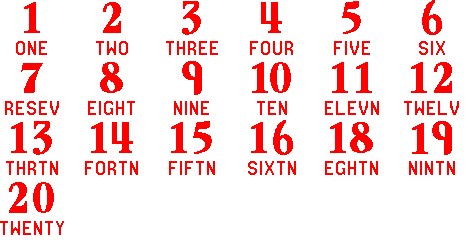 1 2 3 4 5 6
ONE TWO THREE FOUR FIVE SIX
7 8 9 10 11 12
RESEV EIGHT NINE TEN ELEVN TWELV
13 14 15 16 18 19
THRTN FORTN FIFTN SIXTN EGHTN NINTN
20
TWENTY